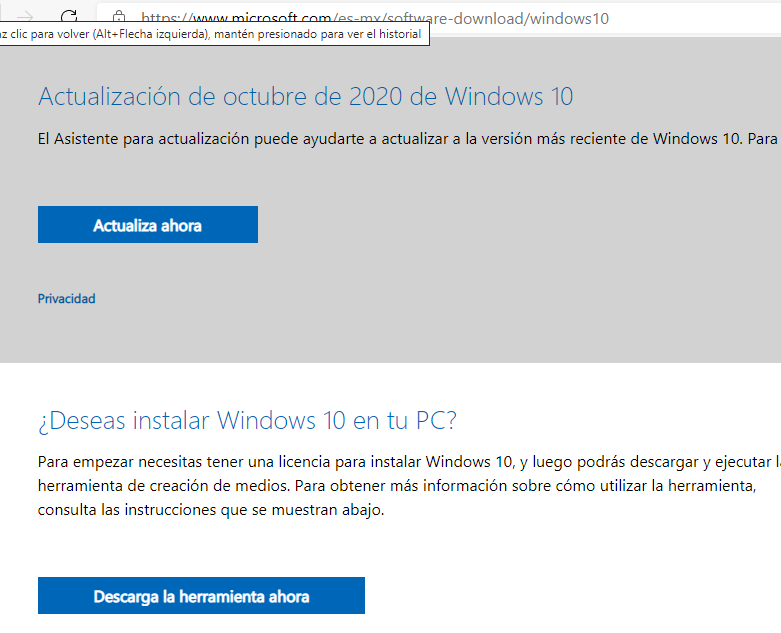 https://www.microsoft.com/es-mx/software-download/windows10
clic para volver (Alt+Flecha izquierda), mantén presionado para ver el historial
Actualización de octubre de 2020 de Windows 10
El Asistente para actualización puede ayudarte a actualizar a la versión más reciente de Windows 10. Para
Actualiza ahora
Privacidad
¿Deseas instalar Windows 10 en tu PC?
Para empezar necesitas tener una licencia para instalar Windows 10, y luego podrás descargar y ejecutar
herramienta de creación de medios. Para obtener más información sobre cómo utilizar la herramienta,
consulta las instrucciones que se muestran abajo.
Descarga la herramienta ahora